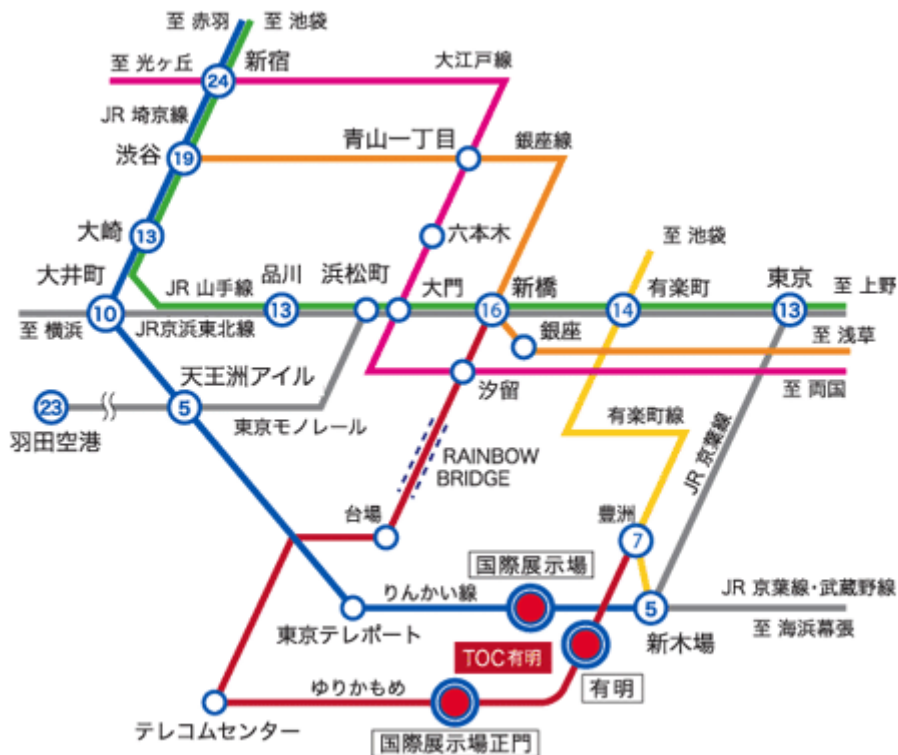 至 赤羽
至 池袋
至 光ヶ丘
24
新宿
大江戸線
JR 埼京線
渋谷
19
青山一丁目
銀座線
大崎
13
六本木
至 池袋
大井町
10
JR 山手線
品川
13
浜松町
大門
新橋
16
14
有楽町
東京
13
至 上野
至 横浜
JR京浜東北線
銀座
至 浅草
天王洲アイル
5
汐留
至 両国
23
羽田空港
東京モノレール
有楽町線
JR 京葉線
RAINBOW
BRIDGE
台場
豊洲
7
国際展示場
りんかい線
東京テレポート
5
新木場
JR 京葉線・武蔵野線
至 海浜幕張
TOC有明
有明
ゆりかもめ
テレコムセンター
国際展示場正門